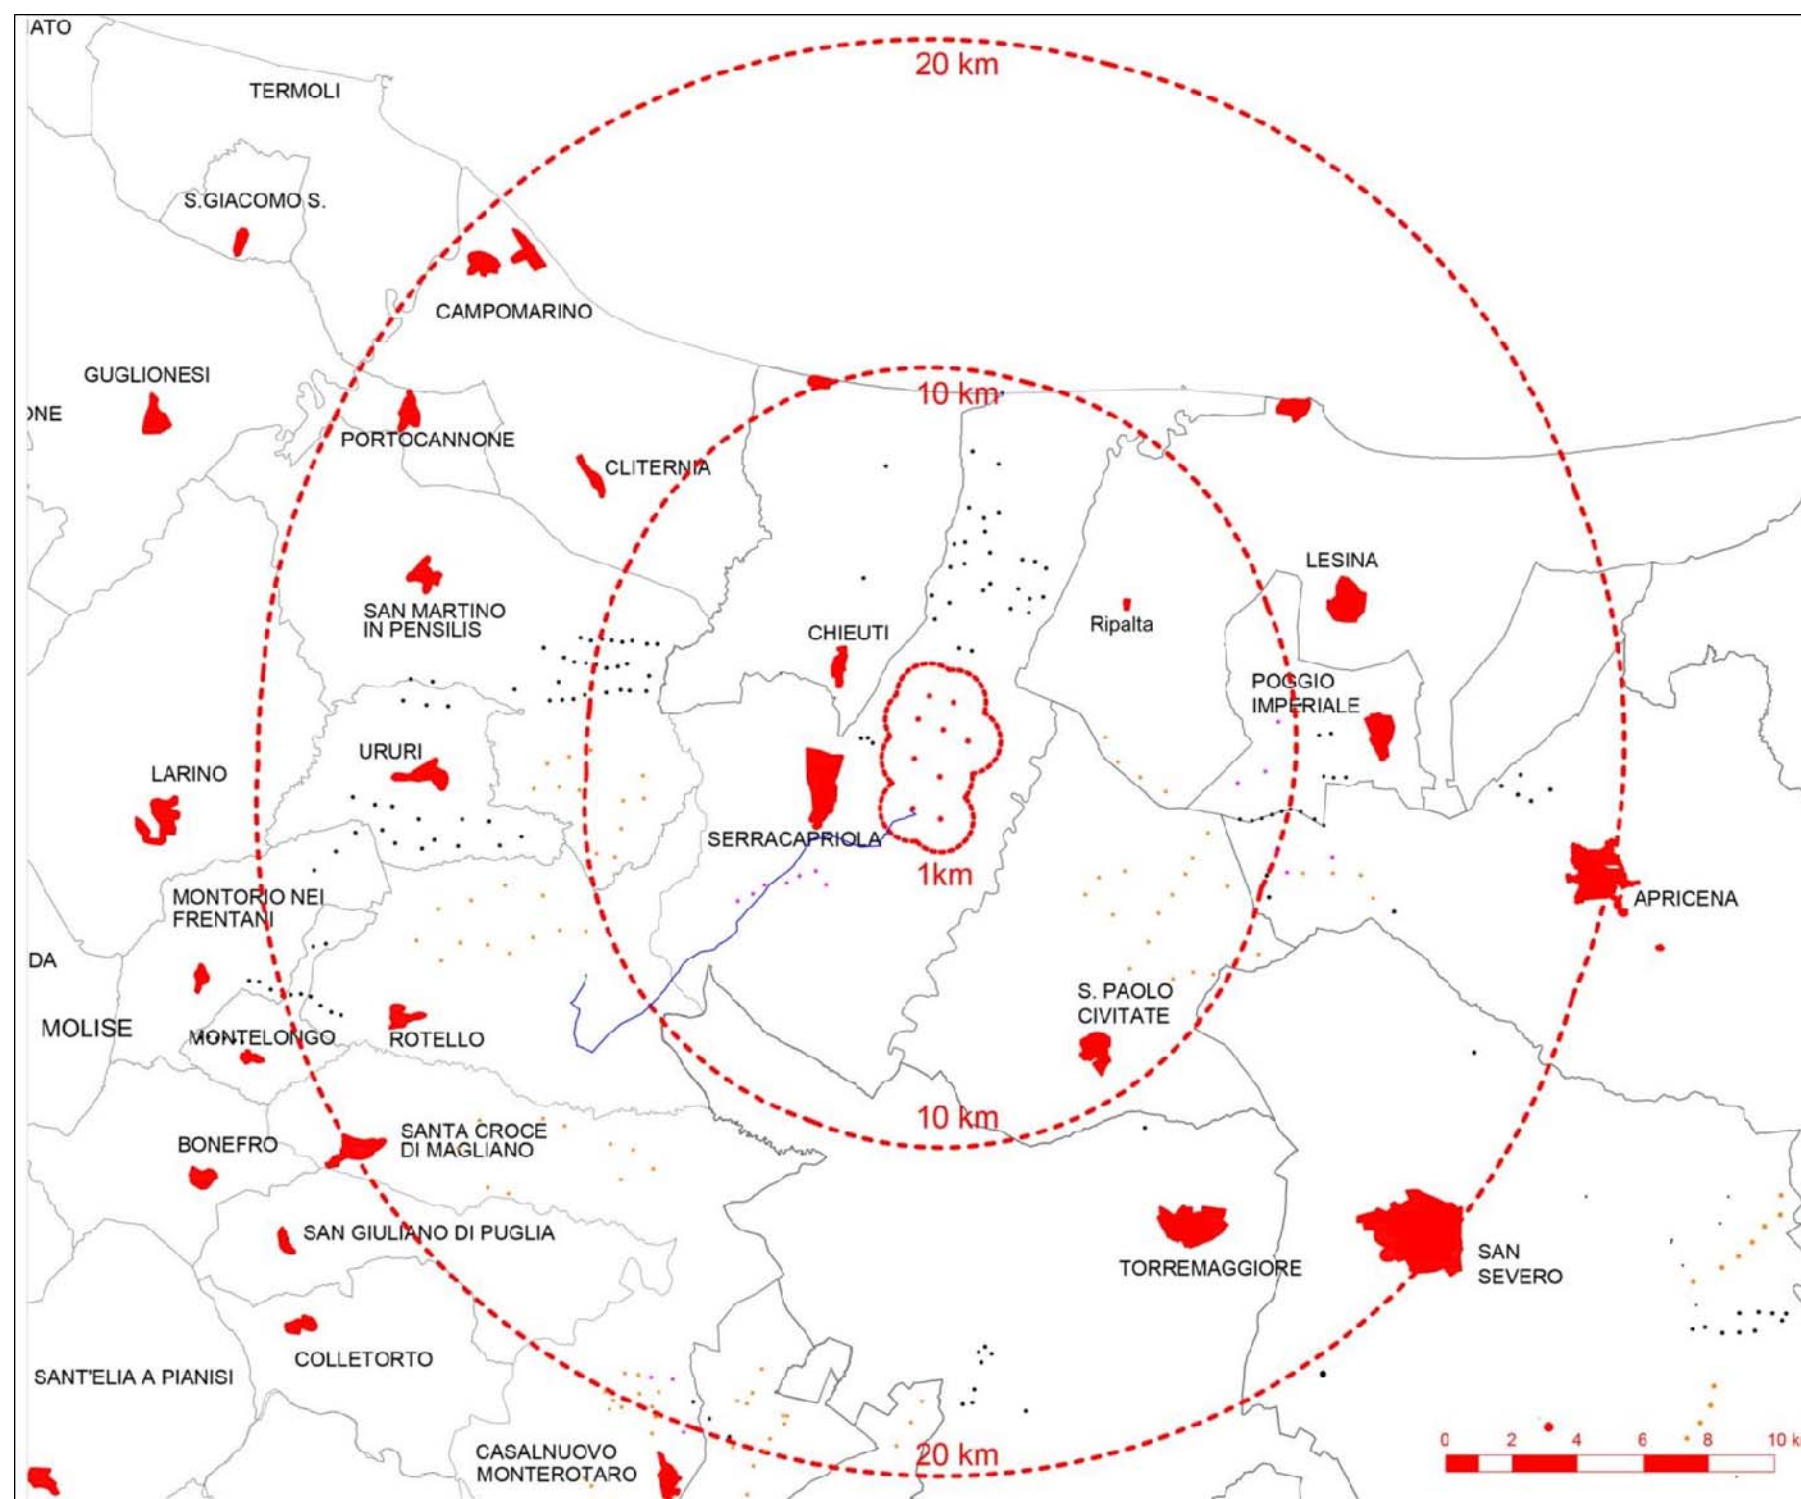 IATO
20 km
TERMOLI
S.GIACOMO S.
CAMPOMARINO
GUGLIONESI
10 km
ONE
PORTOCANNONE
CLITERNIA
LESINA
SAN MARTINO
IN PENSILIS
CHIEUTI
Ripalta
POGGIO
IMPERIALE
URURI
LARINO
SERRACAPRIOLA
1km
MONTORIO NEI
FRENTANI
APRICENA
DA
S. PAOLO
CIVITATE
MOLISE
MONTELONGO
ROTELLO
10 km
SANTA CROCE
DI MAGLIANO
BONEFRO
SAN GIULIANO DI PUGLIA
SAN
SEVERO
TORREMAGGIORE
COLLETORTO
SANT'ELIA A PIANISI
0 2 4 6 8 10 k
CASALNUOVO
MONTEROTARO
20 km